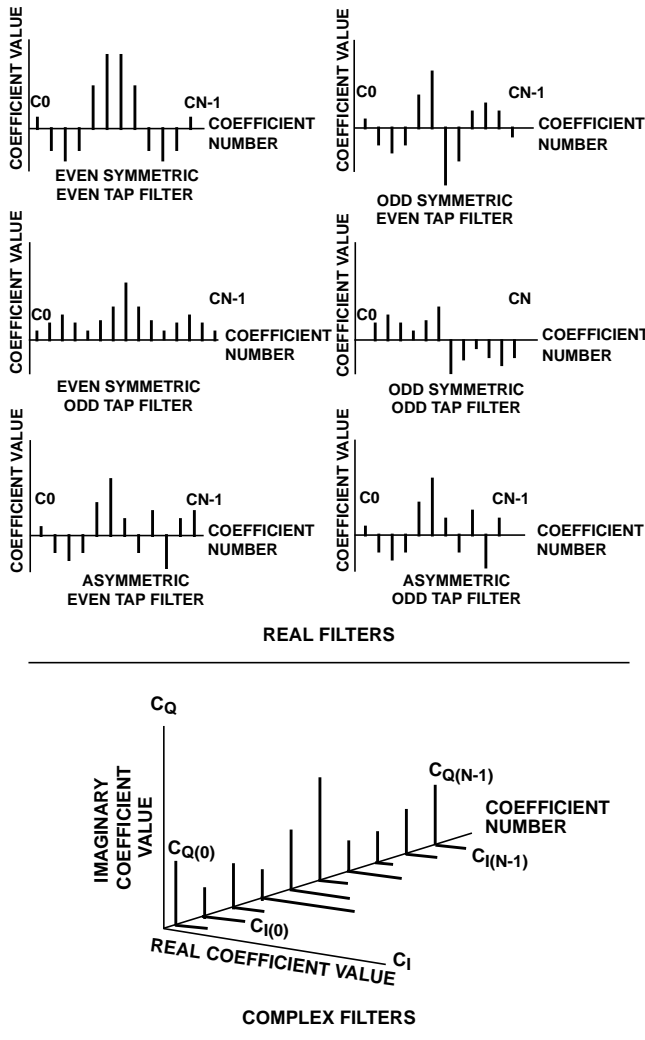 COEFFICIENT VALUE
C0
CN-1
COEFFICIENT
NUMBER
EVEN SYMMETRIC
EVEN TAP FILTER
COEFFICIENT VALUE
C0
CN-1
COEFFICIENT
NUMBER
ODD SYMMETRIC
EVEN TAP FILTER
COEFFICIENT VALUE
C0
CN-1
COEFFICIENT
NUMBER
EVEN SYMMETRIC
ODD TAP FILTER
COEFFICIENT VALUE
C0
CN
COEFFICIENT
NUMBER
ODD SYMMETRIC
ODD TAP FILTER
COEFFICIENT VALUE
C0
CN-1
COEFFICIENT
NUMBER
ASYMMETRIC
EVEN TAP FILTER
COEFFICIENT VALUE
C0
CN-1
COEFFICIENT
NUMBER
ASYMMETRIC
ODD TAP FILTER
REAL FILTERS
CQ
IMAGINARY
COEFFICIENT
VALUE
CQ(0)
CQ(N-1)
COEFFICIENT
NUMBER
CI(N-1)
CI(0)
REAL COEFFICIENT VALUE
CI
COMPLEX FILTERS